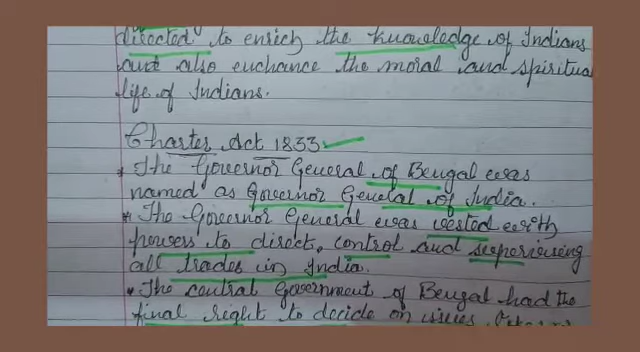 directed to enrich the knowledge of Indians
and also enchance the moral and spiritual
life of Indians.
Charter Act 1833
* The Governor General of Bengal was
named as Governor General of India.
* The Governor General was vested with
powers to direct, control and superivising
all trades in India.
* The central Government of Bengal had the
final right to decide on issues